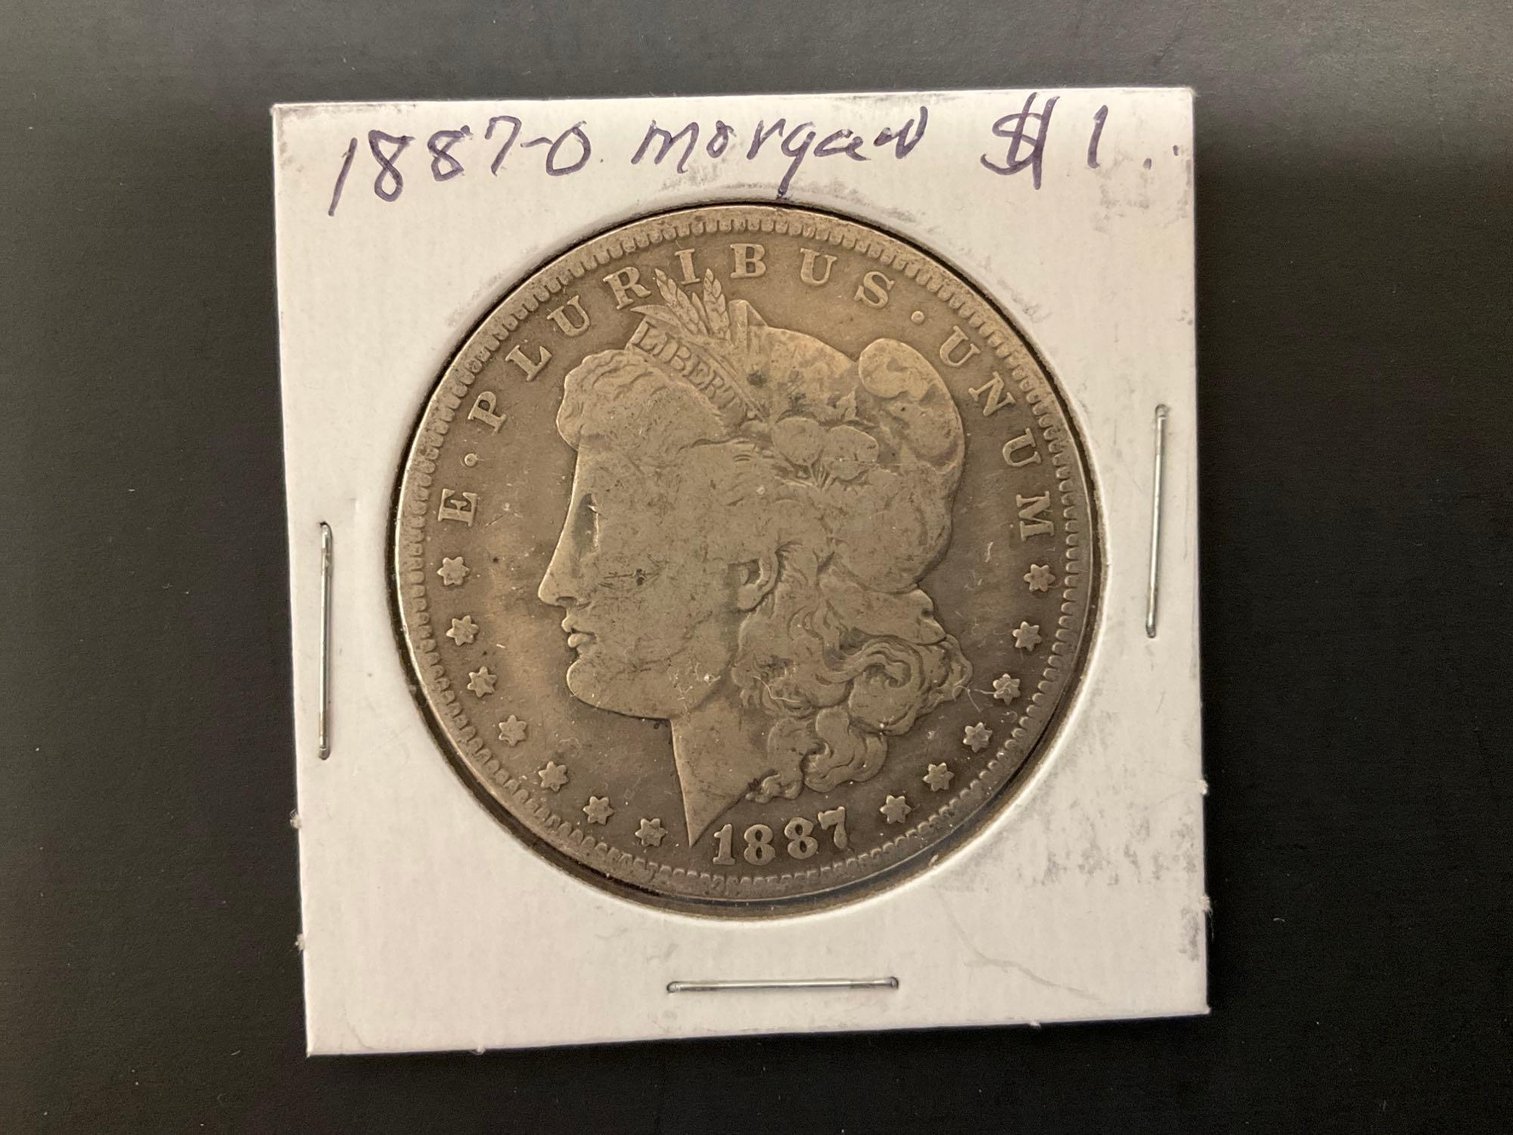 1887-O Morgan $1.
E · PLURIBUS · UNUM
LIBERTY
1887